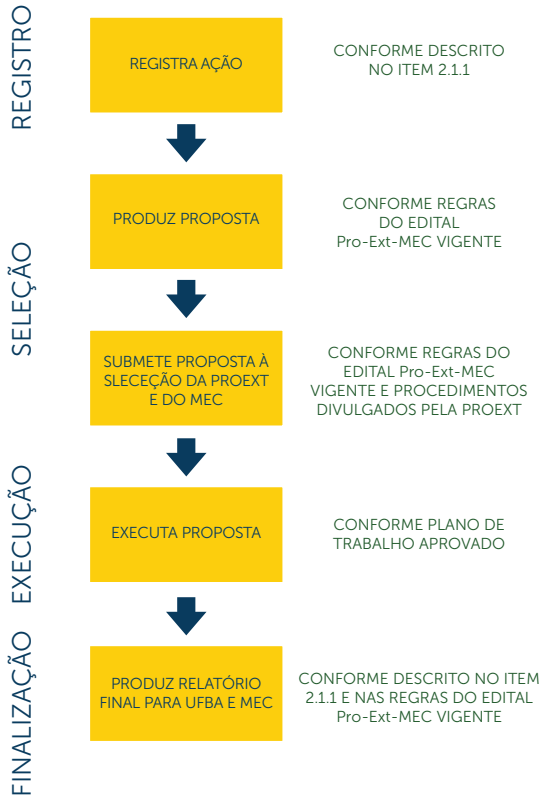 REGISTRO
REGISTRA AÇÃO
CONFORME DESCRITO
NO ITEM 2.1.1
SELEÇÃO
PRODUZ PROPOSTA
CONFORME REGRAS
DO EDITAL
Pro-Ext-MEC VIGENTE
SUBMETE PROPOSTA À
SLECEÇÃO DA PROEXT
E DO MEC
CONFORME REGRAS DO
EDITAL Pro-Ext-MEC
VIGENTE E PROCEDIMENTOS
DIVULGADOS PELA PROEXT
EXECUÇÃO
EXECUTA PROPOSTA
CONFORME PLANO DE
TRABALHO APROVADO
FINALIZAÇÃO
PRODUZ RELATÓRIO
FINAL PARA UFBA E MEC
CONFORME DESCRITO NO ITEM
2.1.1 E NAS REGRAS DO EDITAL
Pro-Ext-MEC VIGENTE